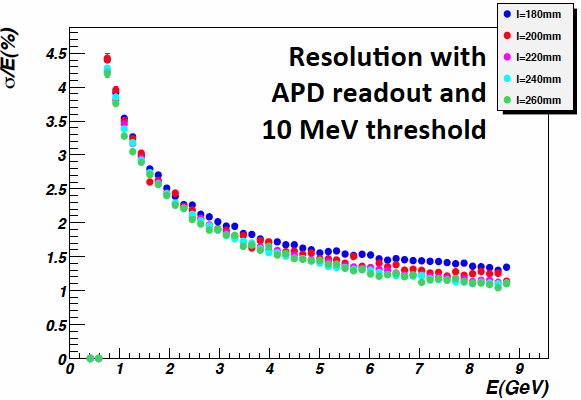 σ/E(%)
4.5
4
3.5
3
2.5
2
1.5
1
0.5
0
Resolution with
APD readout and
10 MeV threshold
l=180mm
l=200mm
l=220mm
l=240mm
l=260mm
0 1 2 3 4 5 6 7 8 9
E(GeV)